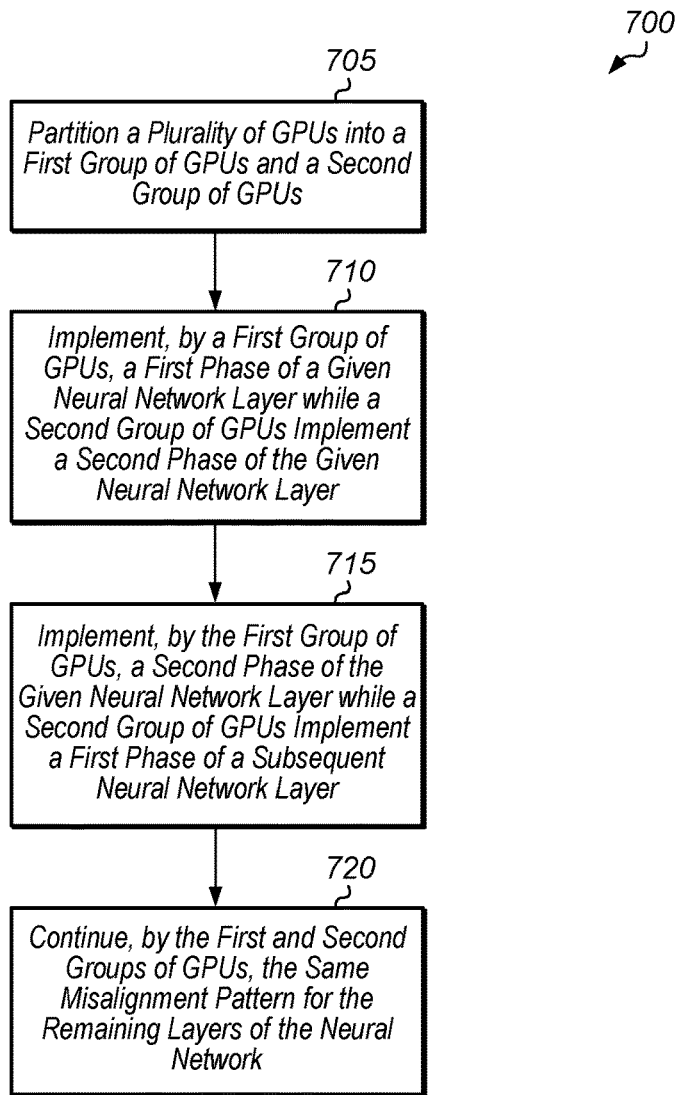 700
705
Partition a Plurality of GPUs into a
First Group of GPUs and a Second
Group of GPUs
710
Implement, by a First Group of
GPUs, a First Phase of a Given
Neural Network Layer while a
Second Group of GPUs Implement
a Second Phase of the Given
Neural Network Layer
715
Implement, by the First Group of
GPUs, a Second Phase of the
Given Neural Network Layer while a
Second Group of GPUs Implement
a First Phase of a Subsequent
Neural Network Layer
720
Continue, by the First and Second
Groups of GPUs, the Same
Misalignment Pattern for the
Remaining Layers of the Neural
Network